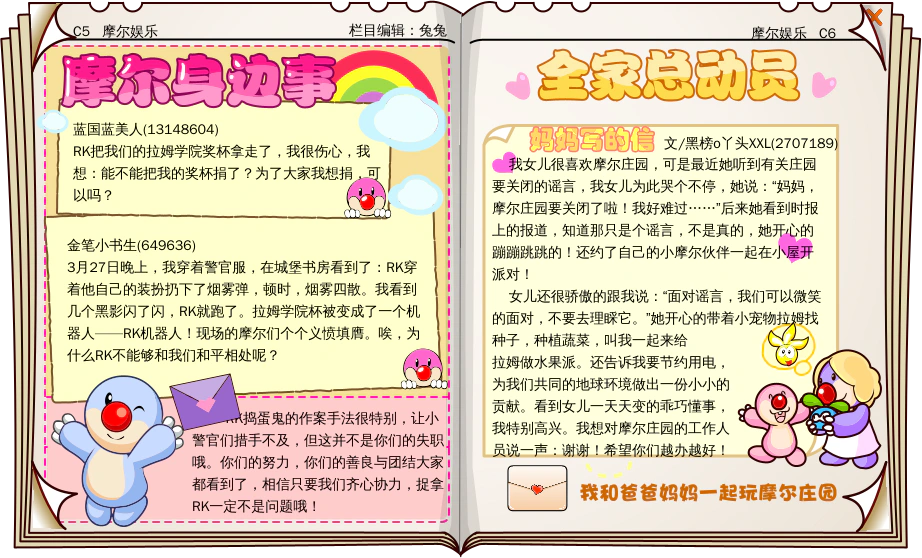 C5 摩尔娱乐
栏目编辑：兔兔
摩尔身边事
蓝国蓝美人(13148604)
RK把我们的拉姆学院奖杯拿走了，我很伤心，我
想：能不能把我的奖杯捐了？为了大家我想捐，可
以吗？
金笔小书生(649636)
3月27日晚上，我穿着警官服，在城堡书房看到了：RK穿
着他自己的装扮扔下了烟雾弹，顿时，烟雾四散。我看到
几个黑影闪了闪，RK就跑了。拉姆学院杯被变成了一个机
器人——RK机器人！现场的摩尔们个个义愤填膺。唉，为
什么RK不能够和我们和平相处呢？
RK捣蛋鬼的作案手法很特别，让小
警官们措手不及，但这并不是你们的失职
哦。你们的努力，你们的善良与团结大家
都看到了，相信只要我们齐心协力，捉拿
RK一定不是问题哦！
摩尔娱乐 C6
全家总动员
妈妈写的信 文/黑榜o丫头XXL(2707189)
我女儿很喜欢摩尔庄园，可是最近她听到有关庄园
要关闭的谣言，我女儿为此哭个不停，她说：“妈妈，
摩尔庄园要关闭了啦！我好难过……”后来她看到时报
上的报道，知道那只是个谣言，不是真的，她开心的
蹦蹦跳跳的！还约了自己的小摩尔伙伴一起在小屋开
派对！
女儿还很骄傲的跟我说：“面对谣言，我们可以微笑
的面对，不要去理睬它。”她开心的带着小宠物拉姆找
种子，种植蔬菜，叫我一起来给
拉姆做水果派。还告诉我要节约用电，
为我们共同的地球环境做出一份小小的
贡献。看到女儿一天天变的乖巧懂事，
我特别高兴。我想对摩尔庄园的工作人
员说一声：谢谢！希望你们越办越好！
我和爸爸妈妈一起玩摩尔庄园